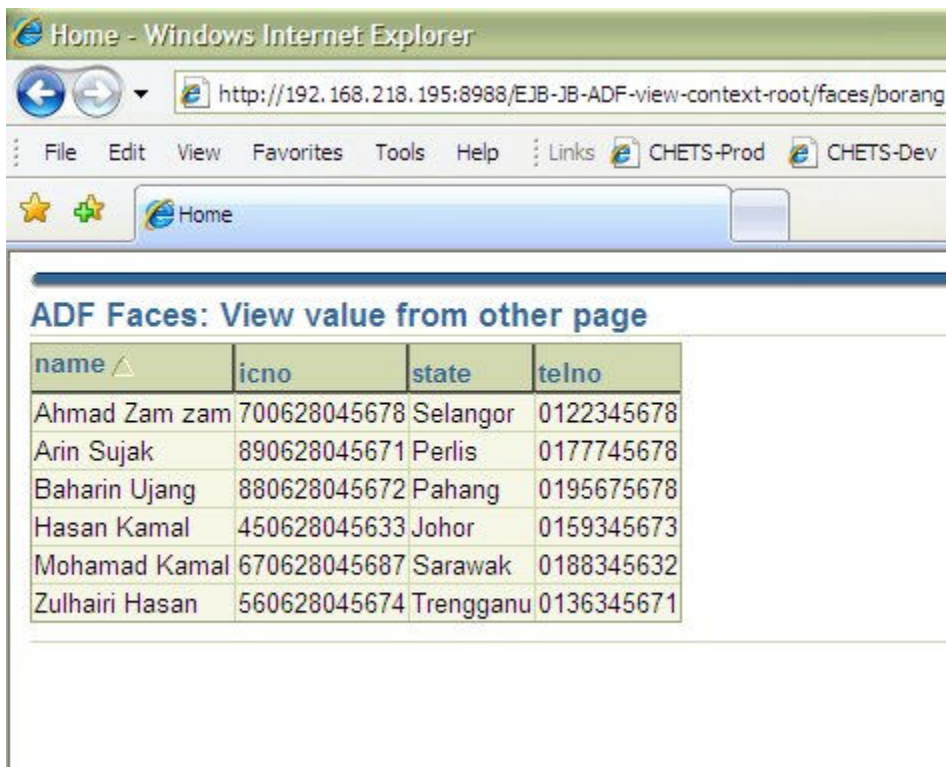 Home - Windows Internet Explorer
http://192.168.218.195:8988/EJB-JB-ADF-view-context-root/faces/borang
File Edit View Favorites Tools Help Links CHETS-Prod CHETS-Dev
Home
ADF Faces: View value from other page
name icno state telno
Ahmad Zam zam 700628045678 Selangor 0122345678
Arin Sujak 890628045671 Perlis 0177745678
Baharin Ujang 880628045672 Pahang 0195675678
Hasan Kamal 450628045633 Johor 0159345673
Mohamad Kamal 670628045687 Sarawak 0188345632
Zulhairi Hasan 560628045674 Trengganu 0136345671